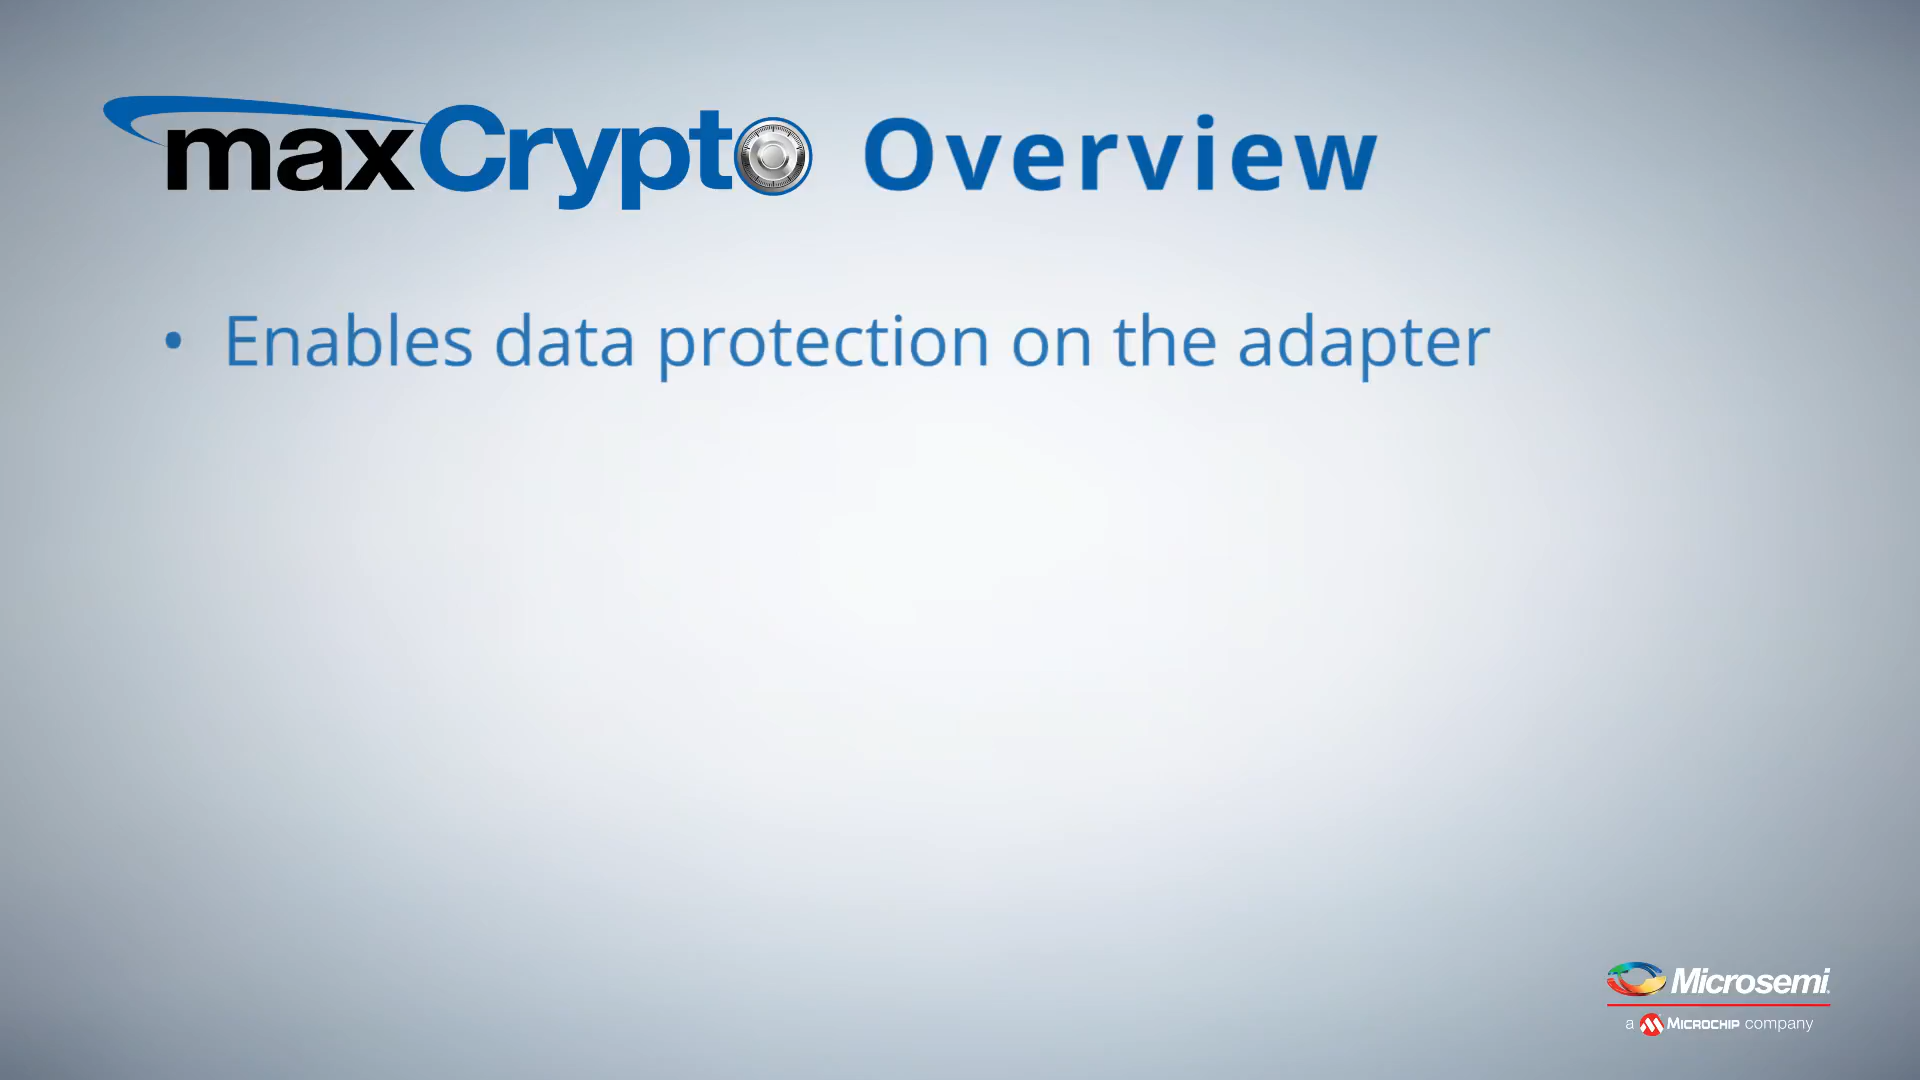 maxCrypto Overview
• Enables data protection on the adapter
Microsemi
a MICROCHIP company